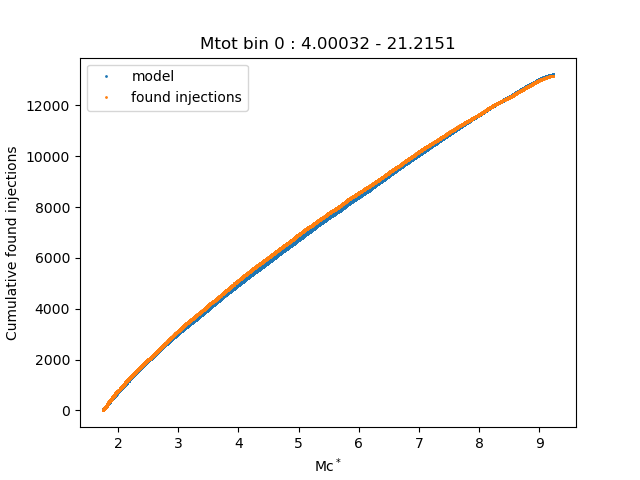 Mtot bin 0 : 4.00032 - 21.2151
model
found injections
Cumulative found injections
12000
10000
8000
6000
4000
2000
0
2 3 4 5 6 7 8 9
Mc*